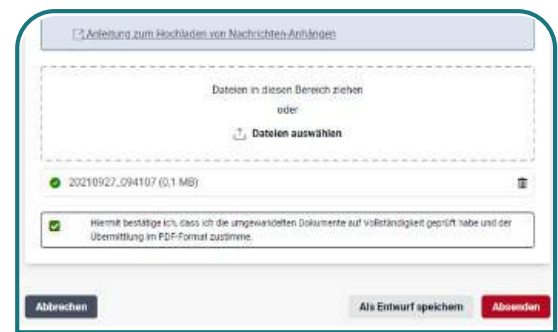 Anleitung zum Hochladen von Nachrichten-Anhängen
Dateien in diesen Bereich ziehen
oder
Dateien auswählen
20210927_094107 (0,1 MB)
Hiermit bestätige ich, dass ich die umgewandelten Dokumente auf Vollständigkeit geprüft habe und der
Übermittlung im PDF-Format zustimme.
Abbrechen
Als Entwurf speichern
Absenden